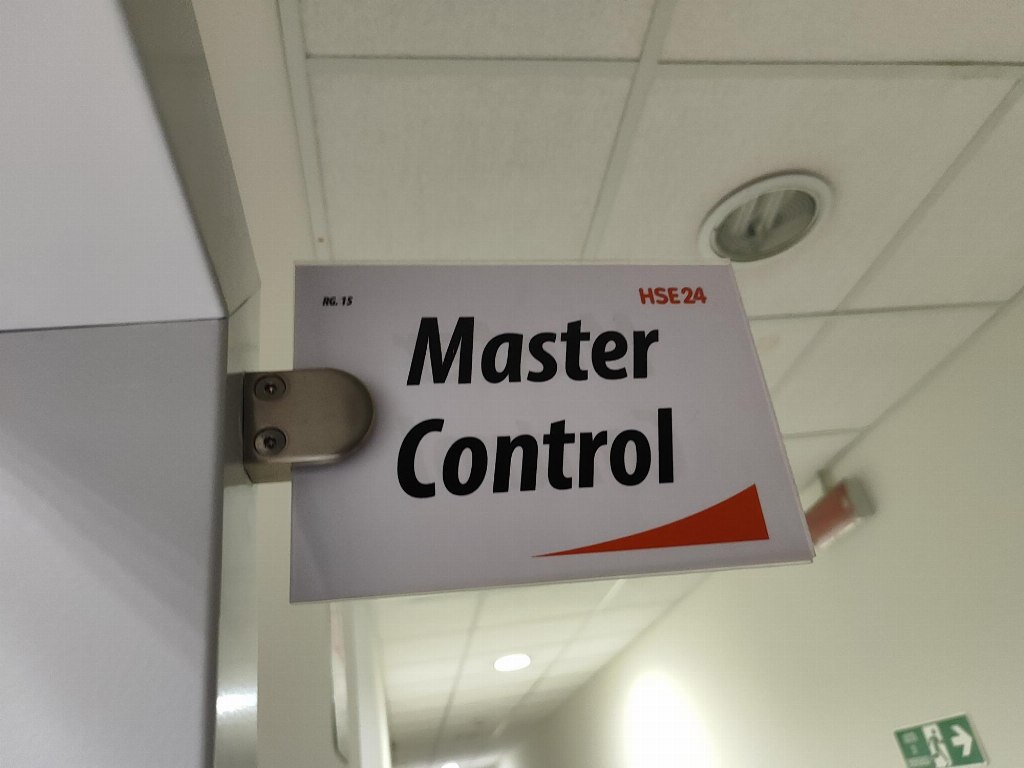 RG. 15
HSE24
Master
Control